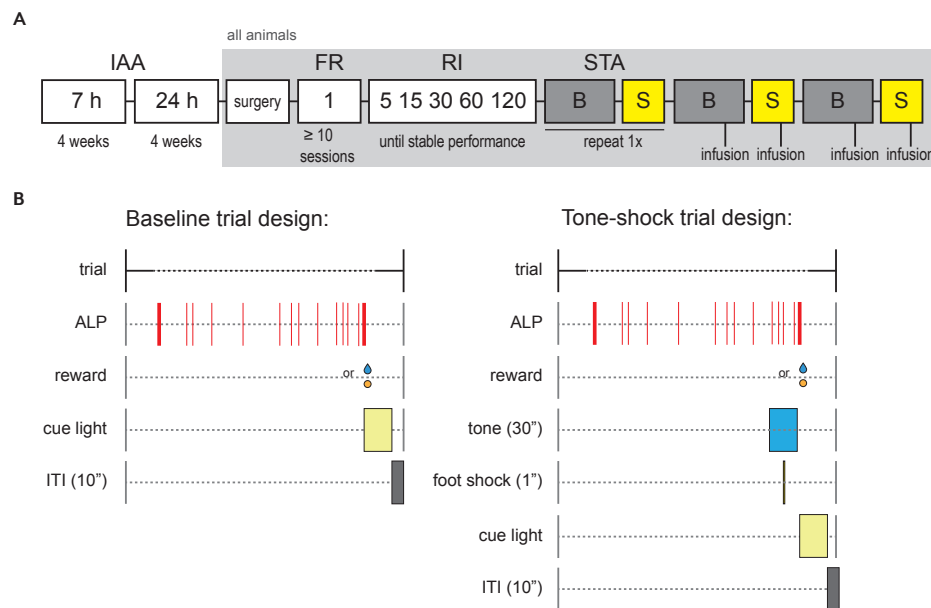 A
all animals
IAA FR RI STA
7 h 24 h surgery 1 5 15 30 60 120 B S B S B S
4 weeks 4 weeks ≥ 10 sessions until stable performance repeat 1x infusion infusion infusion infusion
B
Baseline trial design:
trial
ALP
reward or
cue light
ITI (10”)
Tone-shock trial design:
trial
ALP
reward or
tone (30”)
foot shock (1”)
cue light
ITI (10”)